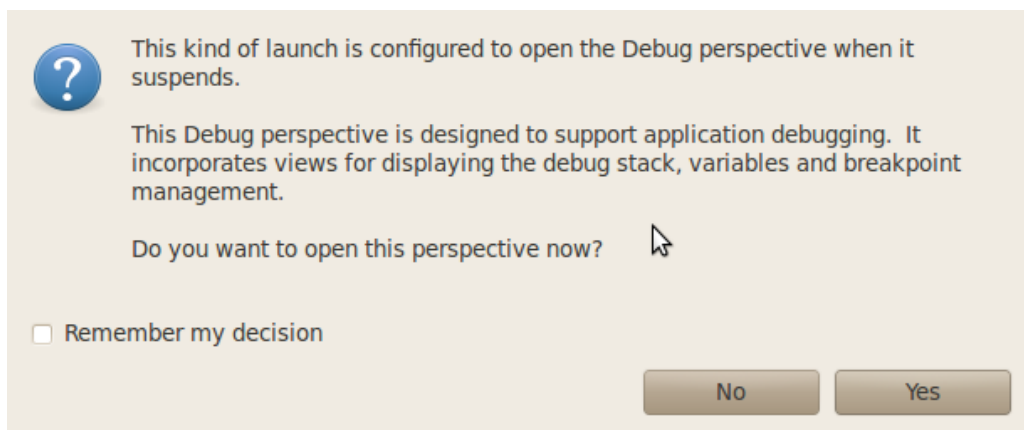 This kind of launch is configured to open the Debug perspective when it
suspends.
This Debug perspective is designed to support application debugging.  It
incorporates views for displaying the debug stack, variables and breakpoint
management.
Do you want to open this perspective now?
Remember my decision
No
Yes